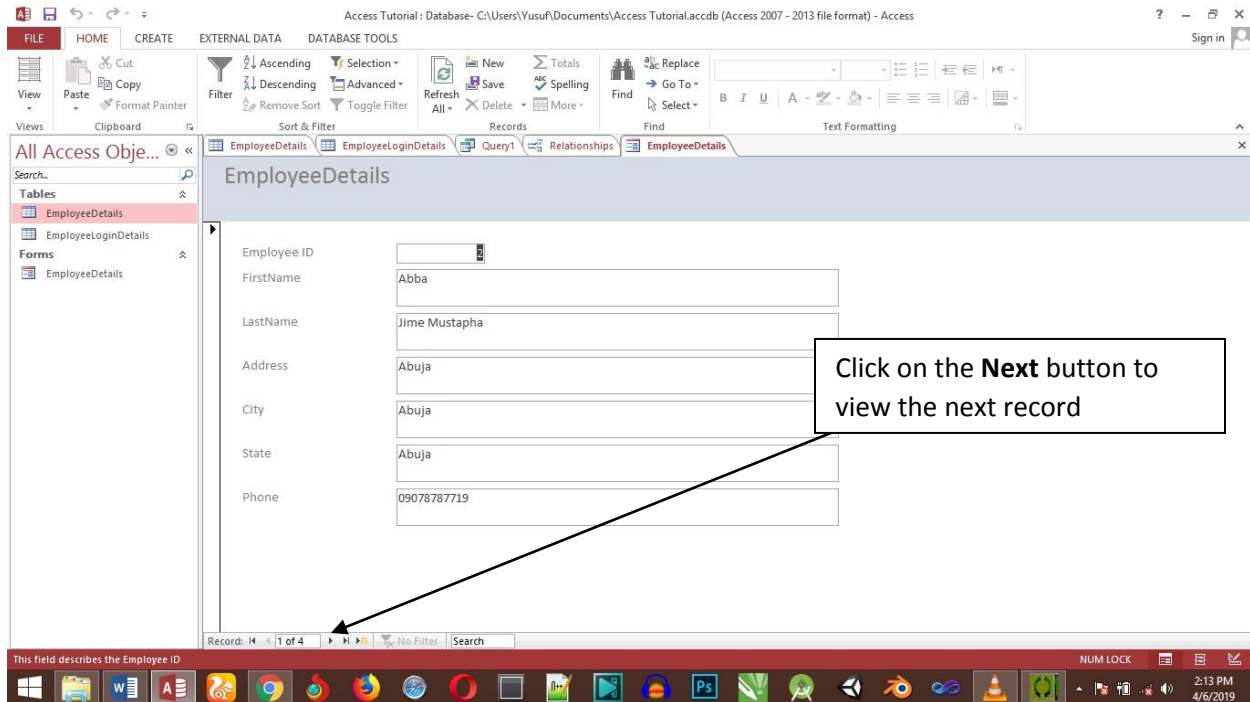 Access Tutorial : Database- C:\Users\Yusuf\Documents\Access Tutorial.accdb (Access 2007 - 2013 file format) - Access
FILE HOME CREATE EXTERNAL DATA DATABASE TOOLS Sign in
View
Views
Paste
Cut
Copy
Format Painter
Clipboard
Filter
Ascending
Descending
Remove Sort
Selection
Advanced
Toggle Filter
Sort & Filter
Refresh
All
New
Save
Delete
Totals
Spelling
More
Records
Find
Replace
Go To
Select
Find
B I U A
Text Formatting
All Access Obje...
Search..
Tables
EmployeeDetails
EmployeeLoginDetails
Forms
EmployeeDetails
EmployeeDetails EmployeeLoginDetails Query1 Relationships EmployeeDetails
EmployeeDetails
Employee ID 2
FirstName Abba
LastName Jime Mustapha
Address Abuja
City Abuja
State Abuja
Phone 09078787719
Click on the Next button to
view the next record
Record: 1 of 4 No Filter Search
This field describes the Employee ID NUM LOCK
2:13 PM
4/6/2019